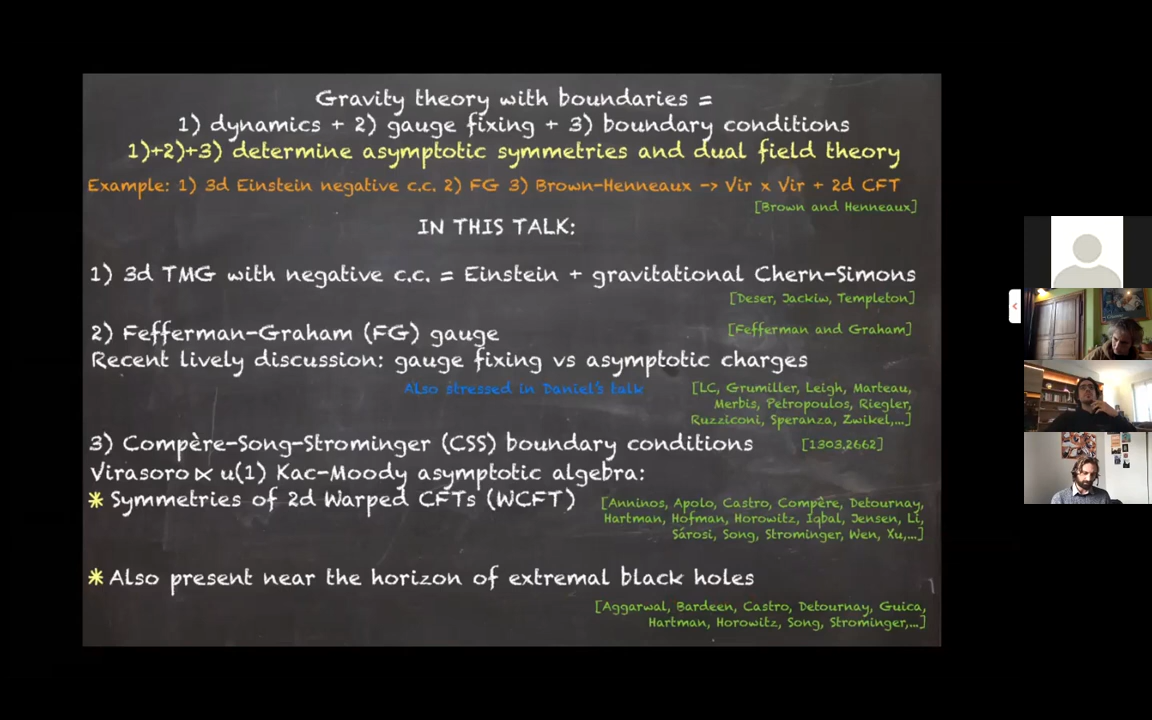 Gravity theory with boundaries =
1) dynamics + 2) gauge fixing + 3) boundary conditions
1)+2)+3) determine asymptotic symmetries and dual field theory
Example: 1) 3d Einstein negative c.c. 2) FG 3) Brown-Henneaux -> Vir x Vir + 2d CFT
[Brown and Henneaux]
IN THIS TALK:
1) 3d TMG with negative c.c. = Einstein + gravitational Chern-Simons
[Deser, Jackiw, Templeton]
2) Fefferman-Graham (FG) gauge
[Fefferman and Graham]
Recent lively discussion: gauge fixing vs asymptotic charges
Also stressed in Daniel's talk
[LC, Grumiller, Leigh, Marteau,
Merbis, Petropoulos, Riegler,
Ruzziconi, Speranza, Zwikel,...]
3) Compère-Song-Strominger (CSS) boundary conditions
[1303.2662]
Virasoro ⋉ u(1) Kac-Moody asymptotic algebra:
* Symmetries of 2d Warped CFTs (WCFT)
[Anninos, Apolo, Castro, Compère, Detournay,
Hartman, Hofman, Horowitz, Iqbal, Jensen, Li,
Sárosi, Song, Strominger, Wen, Xu,...]
* Also present near the horizon of extremal black holes
[Aggarwal, Bardeen, Castro, Detournay, Guica,
Hartman, Horowitz, Song, Strominger,...]